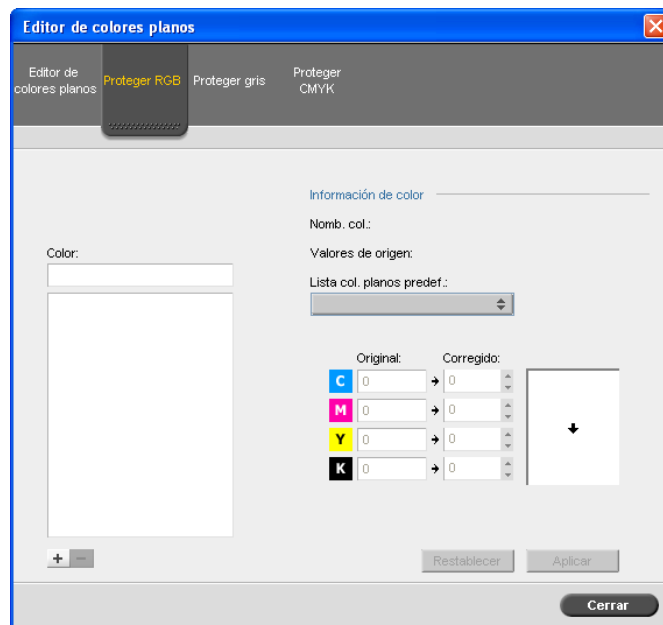 Editor de colores planos
Editor de
colores planos
Proteger RGB
Proteger gris
Proteger
CMYK
Información de color
Nomb. col.:
Color:
Valores de origen:
Lista col. planos predef.:
Original:
Corregido:
C 0 0
M 0 0
Y 0 0
K 0 0
+ −
Restablecer
Aplicar
Cerrar